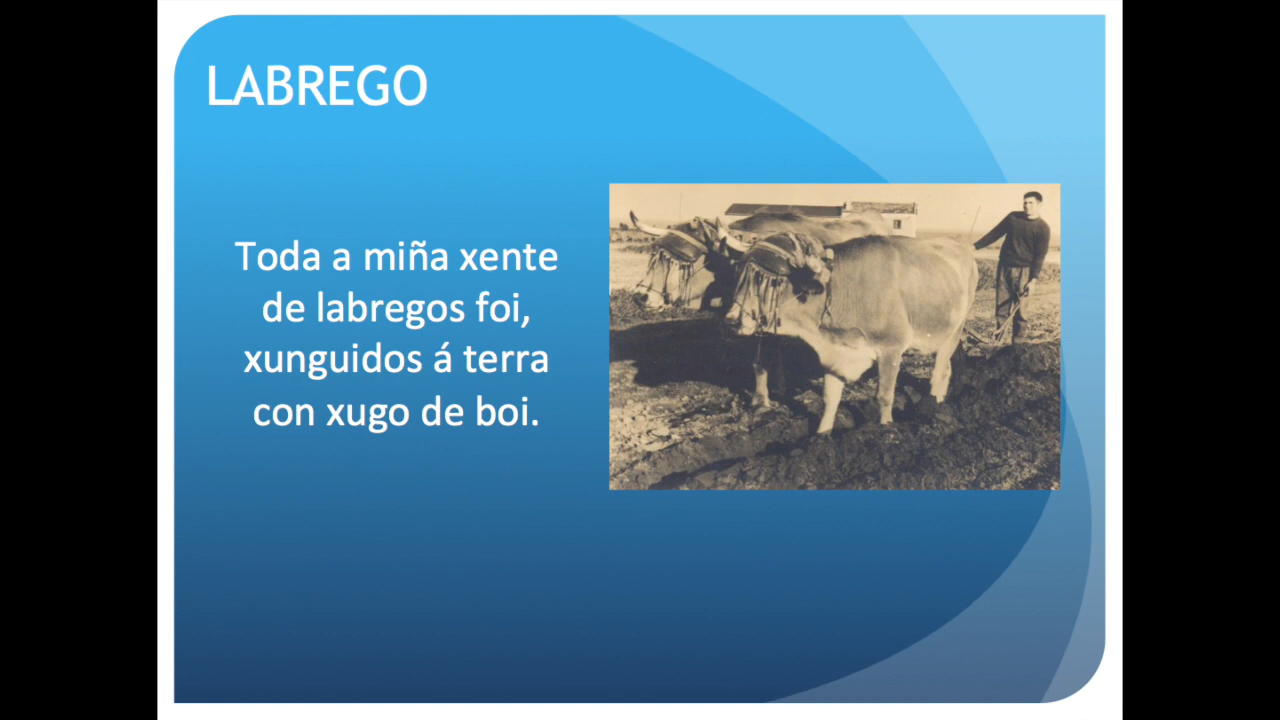 LABREGO
Toda a miña xente
de labregos foi,
xunguidos á terra
con xugo de boi.